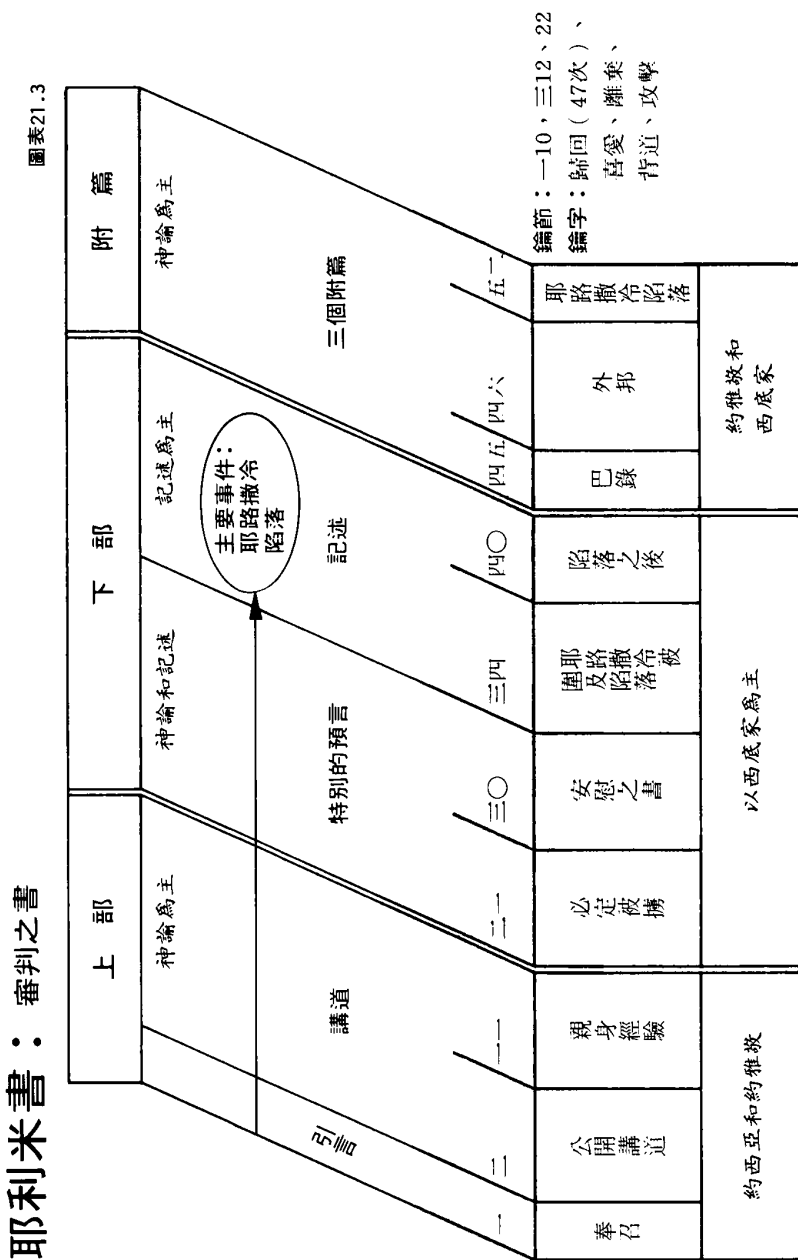 圖表21.3
耶利米書：審判之書
上部
下部
附篇
神諭爲主
神諭和記述
記述爲主
神諭爲主
主要事件：
耶路撒冷
陷落
引言
講道
特別的預言
記述
三個附篇
一
二
一一
二一
三〇
三四
四〇
四五
四六
五一
奉召
公開講道
親身經驗
必定被擄
安慰之書
耶路撒冷被
圍及陷落
陷落之後
巴錄
外邦
耶路撒冷陷落
約西亞和約雅敬
以西底家爲主
約雅敬和
西底家
鑰節：一10，三12、22
鑰字：歸回（47次）、
喜愛、離棄、
背道、攻擊